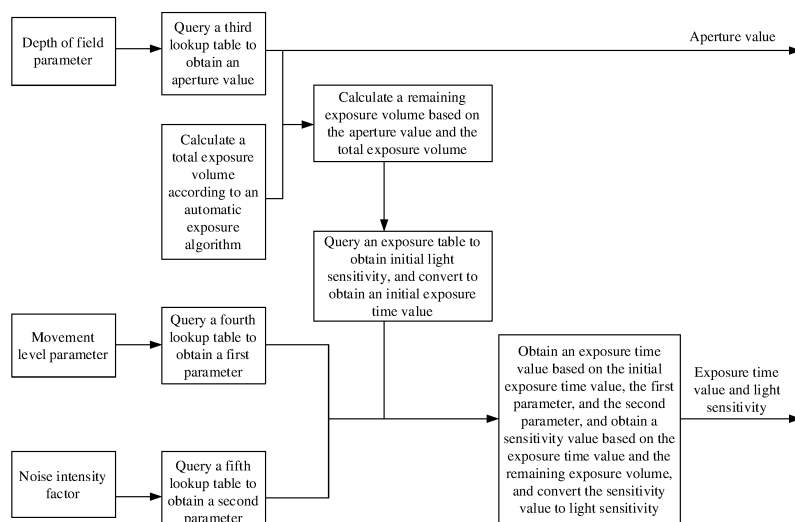 Depth of field
parameter
Query a third
lookup table to
obtain an
aperture value
Aperture value
Calculate a
total exposure
volume
according to an
automatic
exposure
algorithm
Calculate a remaining
exposure volume based on
the aperture value and the
total exposure volume
Query an exposure table to
obtain initial light
sensitivity, and convert to
obtain an initial exposure
time value
Movement
level parameter
Query a fourth
lookup table to
obtain a first
parameter
Noise intensity
factor
Query a fifth
lookup table to
obtain a second
parameter
Obtain an exposure time
value based on the initial
exposure time value, the first
parameter, and the second
parameter, and obtain a
sensitivity value based on the
exposure time value and the
remaining exposure volume,
and convert the sensitivity
value to light sensitivity
Exposure time
value and light
sensitivity